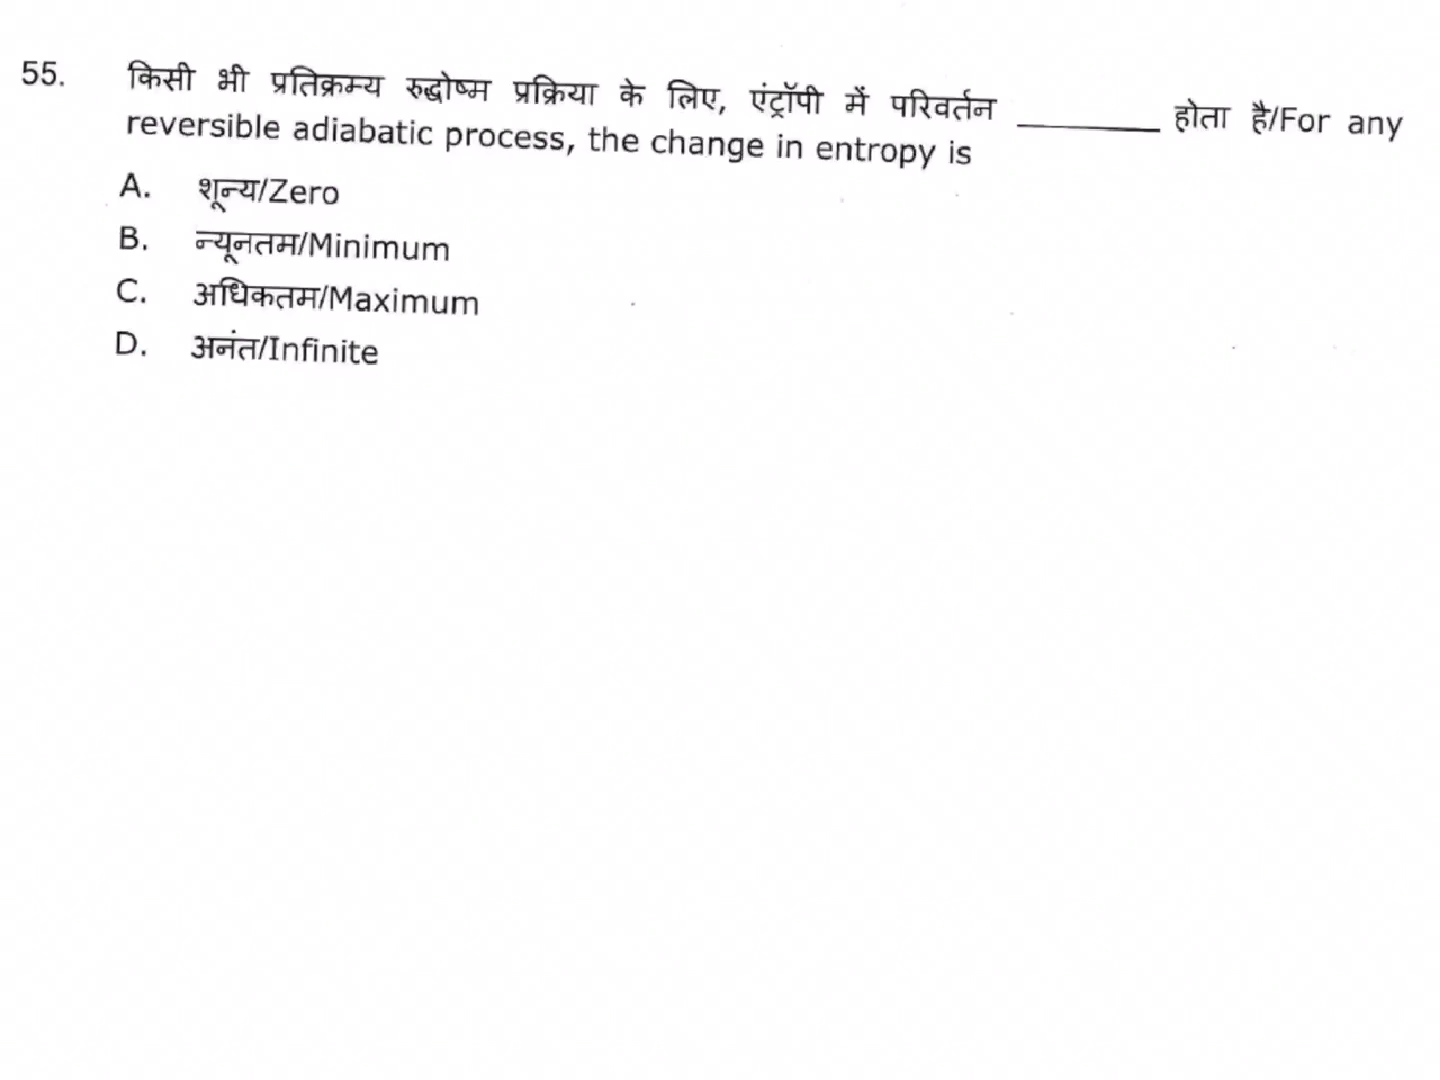 55. किसी भी प्रतिक्रम्य रुद्धोष्म प्रक्रिया के लिए, एंट्रॉपी में परिवर्तन ________ होता है/For any
reversible adiabatic process, the change in entropy is
A. शून्य/Zero
B. न्यूनतम/Minimum
C. अधिकतम/Maximum
D. अनंत/Infinite